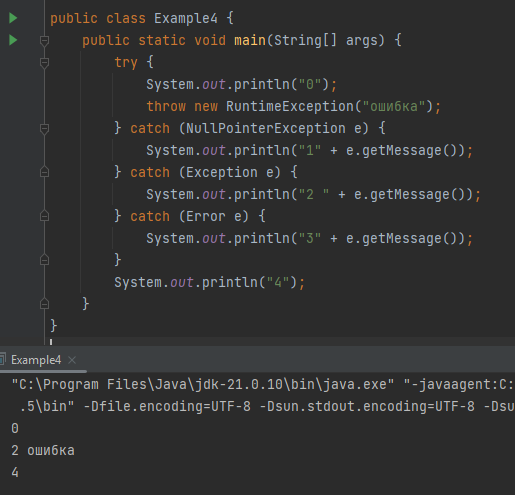 public class Example4 {
public static void main(String[] args) {
try {
System.out.println("0");
throw new RuntimeException("ошибка");
} catch (NullPointerException e) {
System.out.println("1" + e.getMessage());
} catch (Exception e) {
System.out.println("2 " + e.getMessage());
} catch (Error e) {
System.out.println("3" + e.getMessage());
}
System.out.println("4");
}
}
Example4
"C:\Program Files\Java\jdk-21.0.10\bin\java.exe" "-javaagent:C:
.5\bin" -Dfile.encoding=UTF-8 -Dsun.stdout.encoding=UTF-8 -Dsu
0
2 ошибка
4